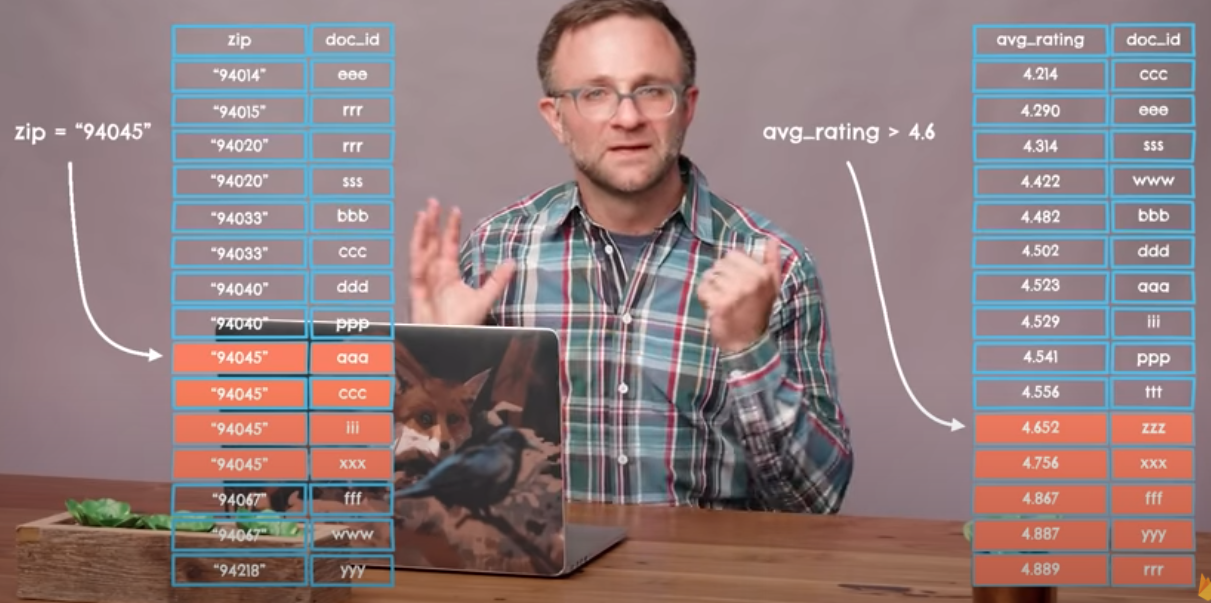 zip doc_id
“94014” eee
“94015” rrr
“94020” rrr
“94020” sss
“94033” bbb
“94033” ccc
“94040” ddd
“94040” ppp
“94045” aaa
“94045” ccc
“94045” iii
“94045” xxx
“94067” fff
“94067” www
“94218” yyy
zip = “94045”
avg_rating > 4.6
avg_rating doc_id
4.214 ccc
4.290 eee
4.314 sss
4.422 www
4.482 bbb
4.502 ddd
4.523 aaa
4.529 iii
4.541 ppp
4.556 ttt
4.652 zzz
4.756 xxx
4.867 fff
4.887 yyy
4.889 rrr